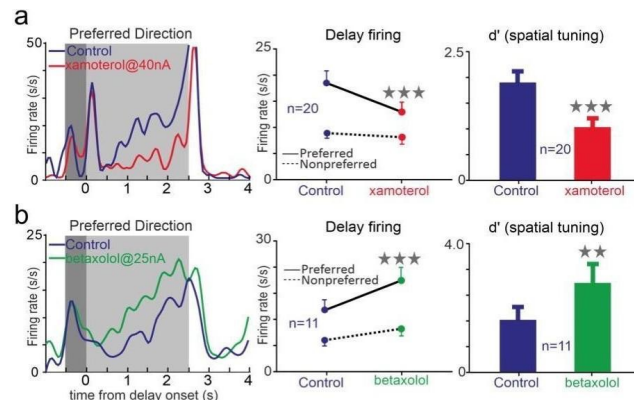 a
Preferred Direction
Control
xamoterol@40nA
Firing rate (s/s)
50
0
0
1
2
3
4
Delay firing
Firing rate (s/s)
25
0
n=20
★★★
Preferred
Nonpreferred
Control
xamoterol
d' (spatial tuning)
2.5
0
★★★
n=20
Control
xamoterol
b
Preferred Direction
Control
betaxolol@25nA
Firing rate (s/s)
25
0
0
1
2
3
4
time from delay onset (s)
Delay firing
Firing rate (s/s)
30
0
★★★
Preferred
Nonpreferred
n=11
Control
betaxolol
d' (spatial tuning)
4.0
2.0
0
★★
n=11
Control
betaxolol